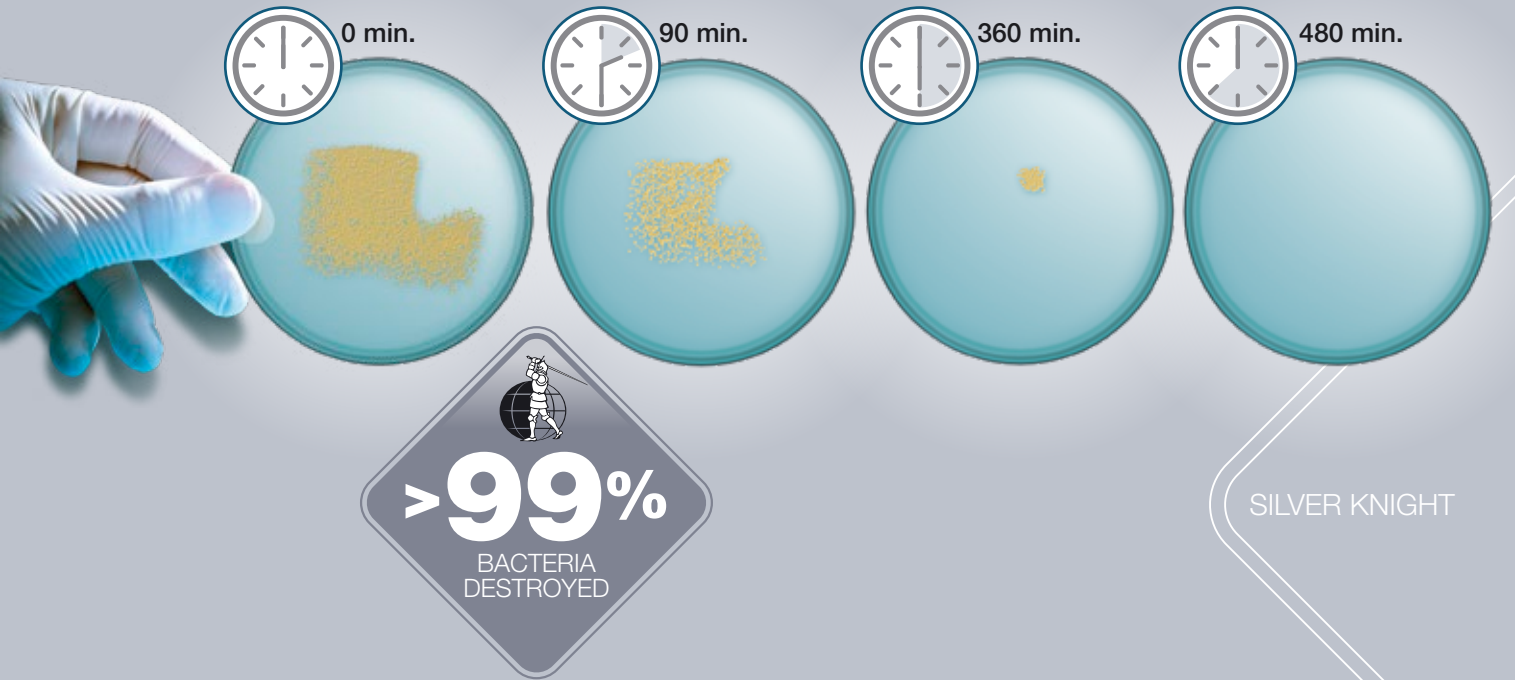 0 min.
90 min.
360 min.
480 min.
>99%
BACTERIA
DESTROYED
SILVER KNIGHT